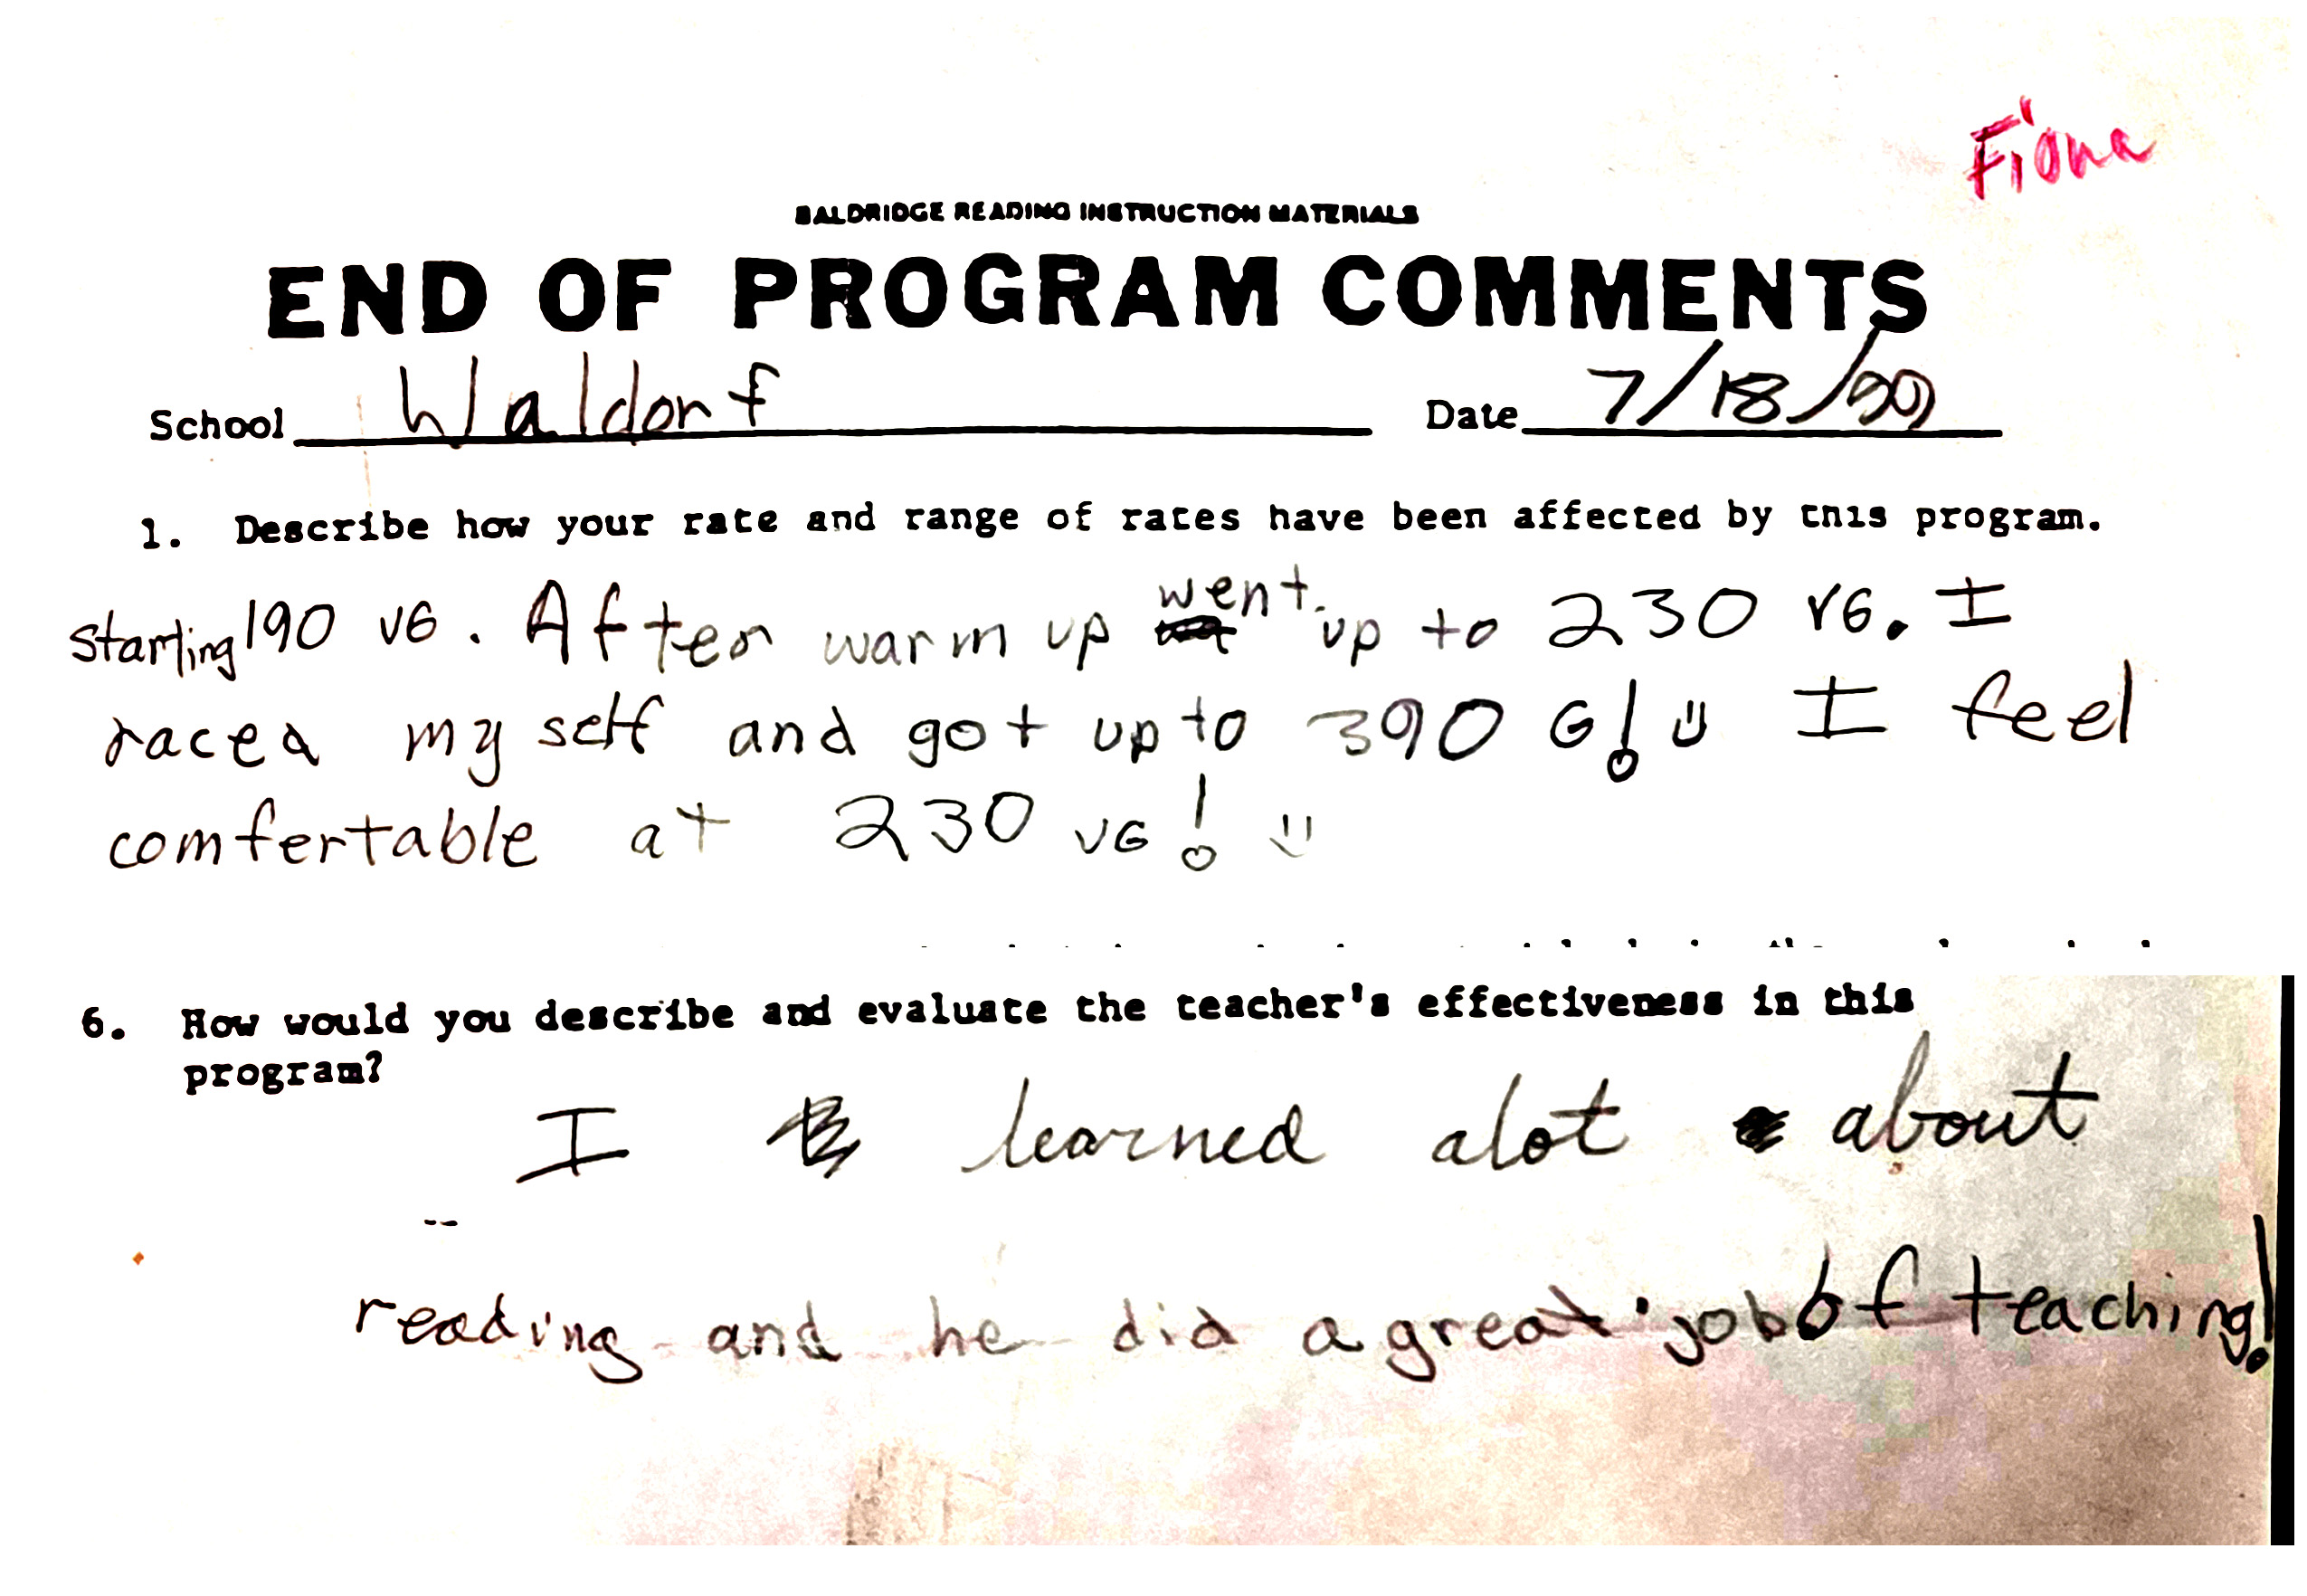 Fiona
BALDRIDGE READING INSTRUCTION MATERIALS
END OF PROGRAM COMMENTS
School Waldorf Date 7/18/
1. Describe how your rate and range of rates have been affected by this program.
starting 190 VG. After warm up went up to 230 VG. I
raced my self and got up to 390 G! I feel
comfertable at 230 VG!
6. How would you describe and evaluate the teacher's effectiveness in this
program?
I learned alot about
reading and he did a great job of teaching!